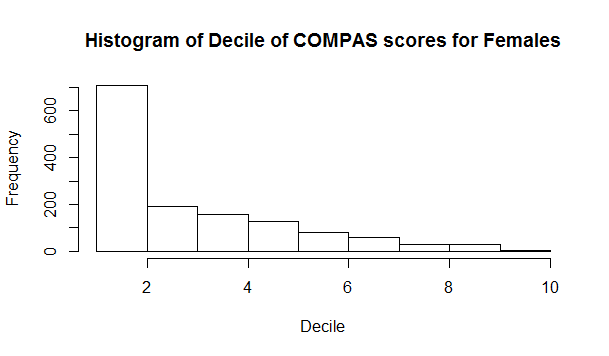 Histogram of Decile of COMPAS scores for Females
Frequency
600
400
200
0
2 4 6 8 10
Decile